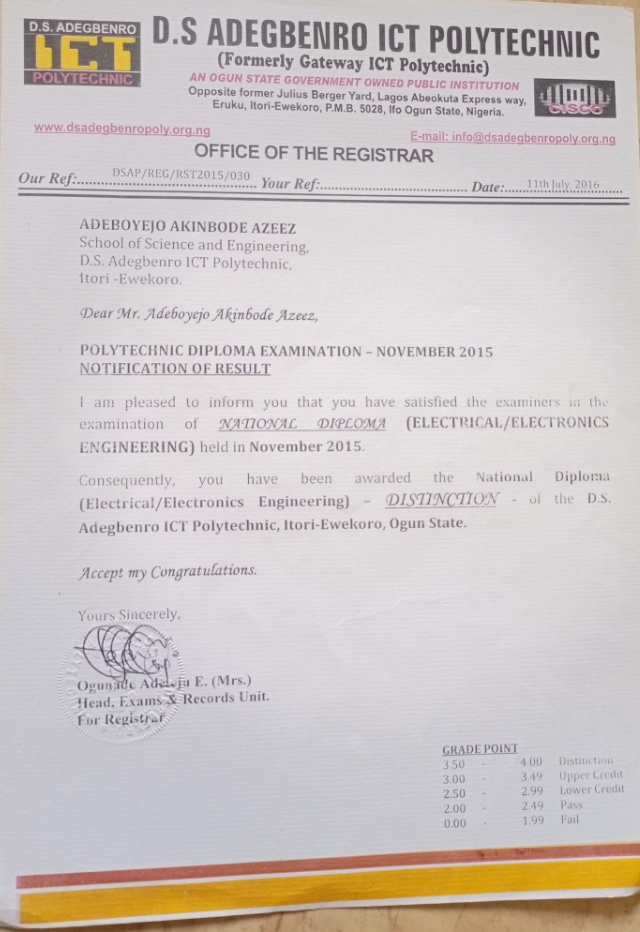 D.S. ADEGBENRO
ICT
POLYTECHNIC
D.S ADEGBENRO ICT POLYTECHNIC
(Formerly Gateway ICT Polytechnic)
AN OGUN STATE GOVERNMENT OWNED PUBLIC INSTITUTION
Opposite former Julius Berger Yard, Lagos Abeokuta Express way,
Eruku, Itori-Ewekoro, P.M.B. 5028, Ifo Ogun State, Nigeria.
CISCO
www.dsadegbenropoly.org.ng
E-mail: info@dsadegbenropoly.org.ng
OFFICE OF THE REGISTRAR
Our Ref:....DSAP/REG/RST2015/030.... Your Ref:.................... Date:....11th July, 2016....
ADEBOYEJO AKINBODE AZEEZ
School of Science and Engineering,
D.S. Adegbenro ICT Polytechnic,
Itori -Ewekoro.
Dear Mr. Adeboyejo Akinbode Azeez,
POLYTECHNIC DIPLOMA EXAMINATION – NOVEMBER 2015
NOTIFICATION OF RESULT
I am pleased to inform you that you have satisfied the examiners in the
examination of NATIONAL DIPLOMA (ELECTRICAL/ELECTRONICS
ENGINEERING) held in November 2015.
Consequently, you have been awarded the National Diploma
(Electrical/Electronics Engineering) – DISTINCTION - of the D.S.
Adegbenro ICT Polytechnic, Itori-Ewekoro, Ogun State.
Accept my Congratulations.
Yours Sincerely,
Ogunade Adeleja E. (Mrs.)
Head, Exams & Records Unit.
For Registrar
GRADE POINT
3.50 - 4.00 Distinction
3.00 - 3.49 Upper Credit
2.50 - 2.99 Lower Credit
2.00 - 2.49 Pass
0.00 - 1.99 Fail